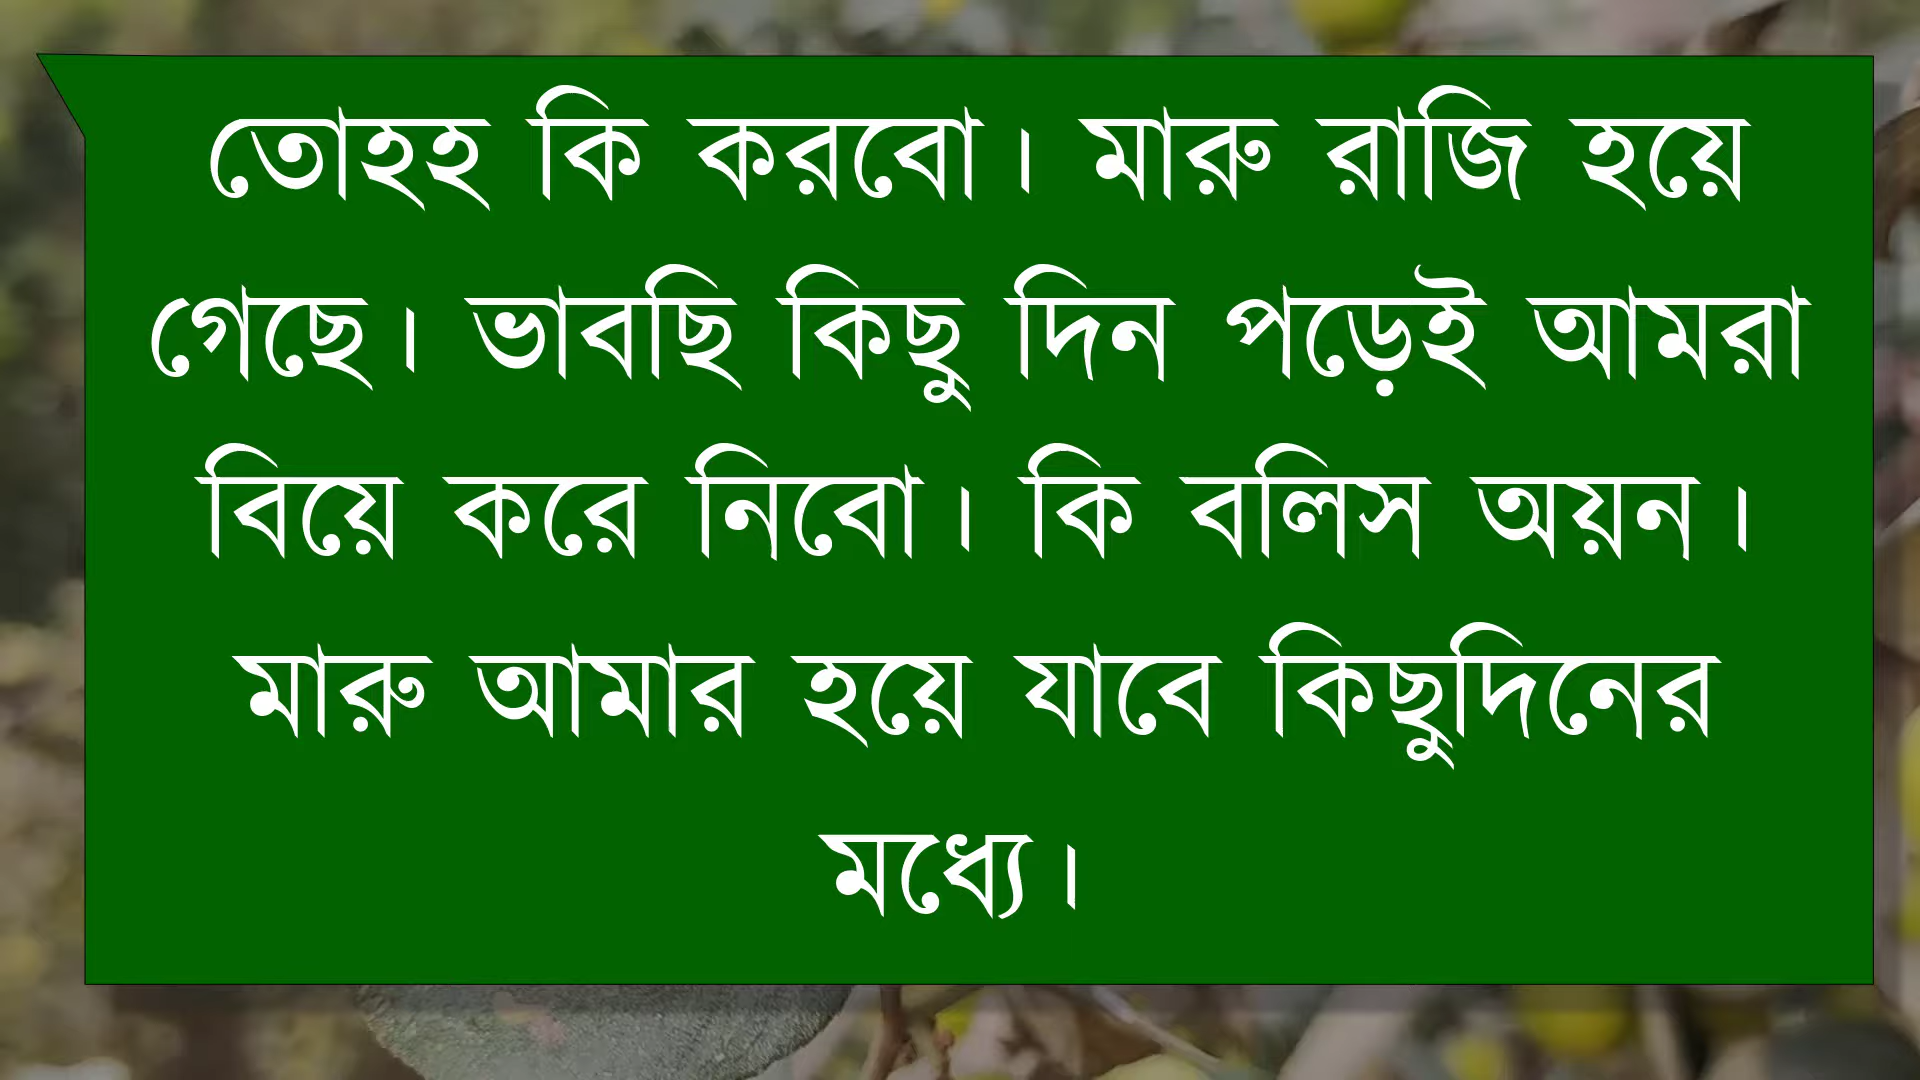 তোহহ কি করবো। মারু রাজি হয়ে
গেছে। ভাবছি কিছু দিন পড়েই আমরা
বিয়ে করে নিবো। কি বলিস অয়ন।
মারু আমার হয়ে যাবে কিছুদিনের
মধ্যে।